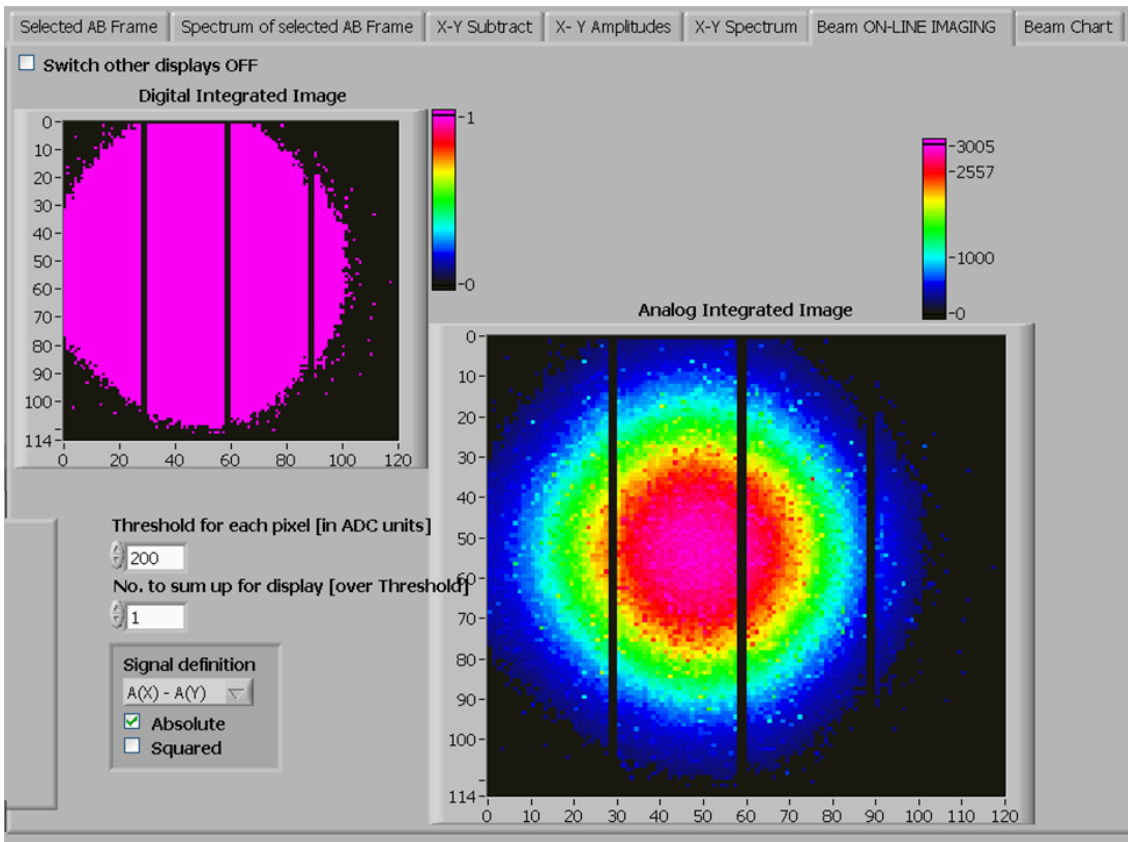 Selected AB Frame Spectrum of selected AB Frame X-Y Subtract X- Y Amplitudes X-Y Spectrum Beam ON-LINE IMAGING Beam Chart
Switch other displays OFF
Digital Integrated Image
0
10
20
30
40
50
60
70
80
90
100
114
0 20 40 60 80 100 120
1
0
3005
2557
1000
0
Analog Integrated Image
0
10
20
30
40
50
60
70
80
90
100
114
0 10 20 30 40 50 60 70 80 90 100 110 120
Threshold for each pixel [in ADC units]
200
No. to sum up for display [over Threshold]
1
Signal definition
A(X) - A(Y)
Absolute
Squared